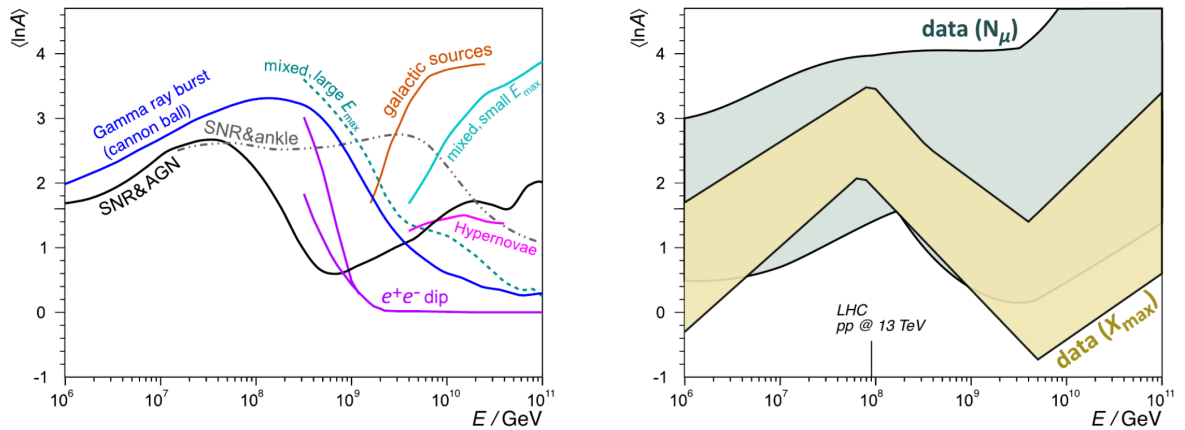 ⟨lnA⟩
4
3
2
1
0
-1
10^6
10^7
10^8
10^9
10^10
10^11
E / GeV
Gamma ray burst
(cannon ball)
SNR&AGN
SNR&ankle
mixed, large E_max
galactic sources
mixed, small E_max
Hypernovae
e^+e^- dip
⟨lnA⟩
4
3
2
1
0
-1
10^6
10^7
10^8
10^9
10^10
10^11
E / GeV
data (N_μ)
LHC
pp @ 13 TeV
data (X_max)